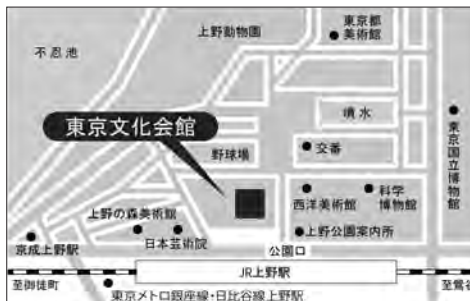 上野動物園
東京都
美術館
不忍池
噴水
東京文化会館
野球場
交番
東京国立博物館
西洋美術館
科学
博物館
上野の森美術館
上野公園案内所
日本芸術院
京成上野駅
公園口
JR上野駅
至御徒町
東京メトロ銀座線・日比谷線上野駅